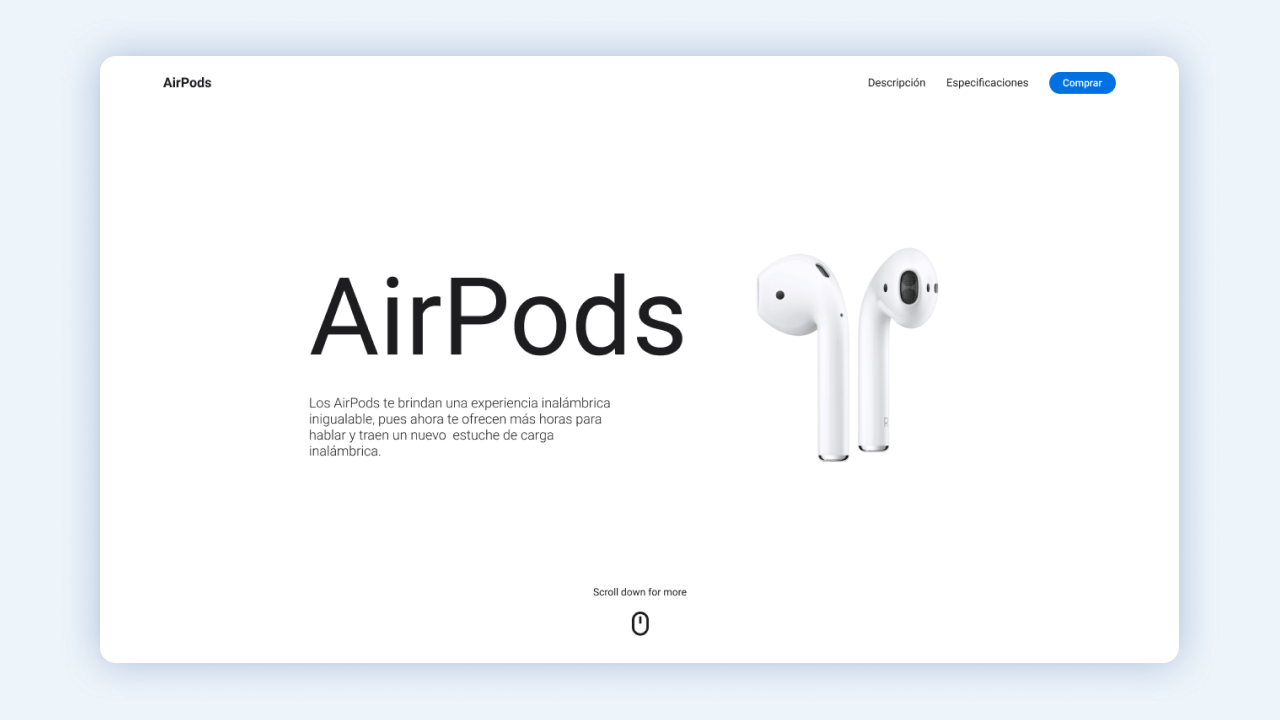 AirPods
Descripción
Especificaciones
Comprar
AirPods
Los AirPods te brindan una experiencia inalámbrica
inigualable, pues ahora te ofrecen más horas para
hablar y traen un nuevo  estuche de carga
inalámbrica.
Scroll down for more